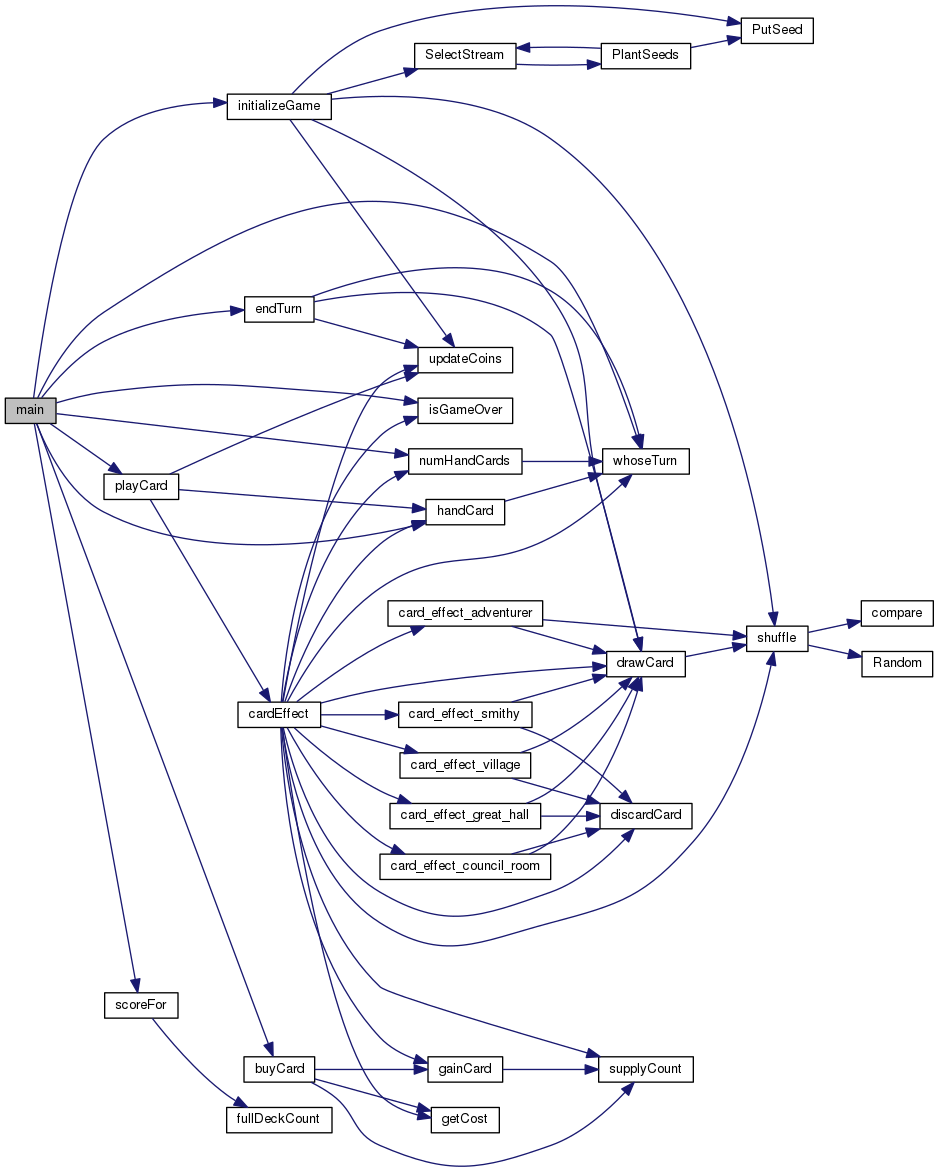 PutSeed
SelectStream
PlantSeeds
initializeGame
endTurn
updateCoins
main
isGameOver
numHandCards
whoseTurn
playCard
handCard
card_effect_adventurer
compare
shuffle
drawCard
Random
cardEffect
card_effect_smithy
card_effect_village
card_effect_great_hall
discardCard
card_effect_council_room
scoreFor
buyCard
gainCard
supplyCount
fullDeckCount
getCost